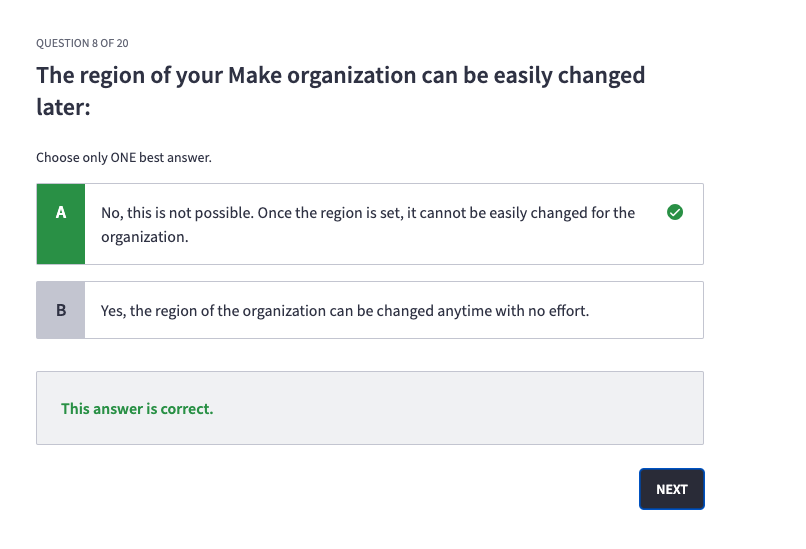 QUESTION 8 OF 20
The region of your Make organization can be easily changed
later:
Choose only ONE best answer.
A
No, this is not possible. Once the region is set, it cannot be easily changed for the
organization.
B
Yes, the region of the organization can be changed anytime with no effort.
This answer is correct.
NEXT